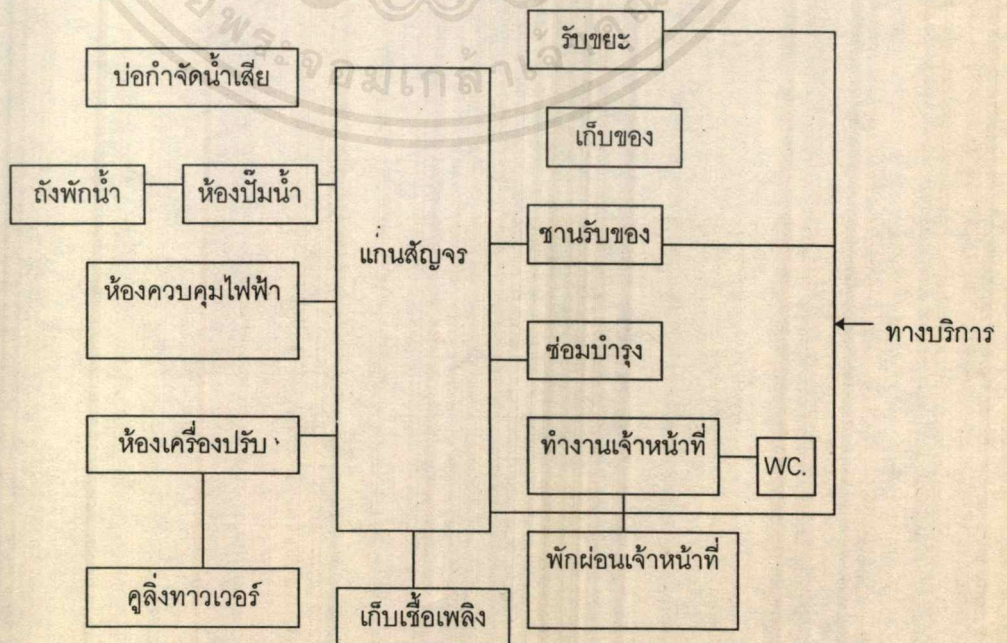 รับขยะ
บ่อกำจัดน้ำเสีย
เก็บของ
ถังพักน้ำ
ห้องปั๊มน้ำ
แก่นสัญจร
ชานรับของ
ห้องควบคุมไฟฟ้า
ทางบริการ
ซ่อมบำรุง
ห้องเครื่องปรับ
ทำงานเจ้าหน้าที่
WC.
พักผ่อนเจ้าหน้าที่
คูลิ่งทาวเวอร์
เก็บเชื้อเพลิง